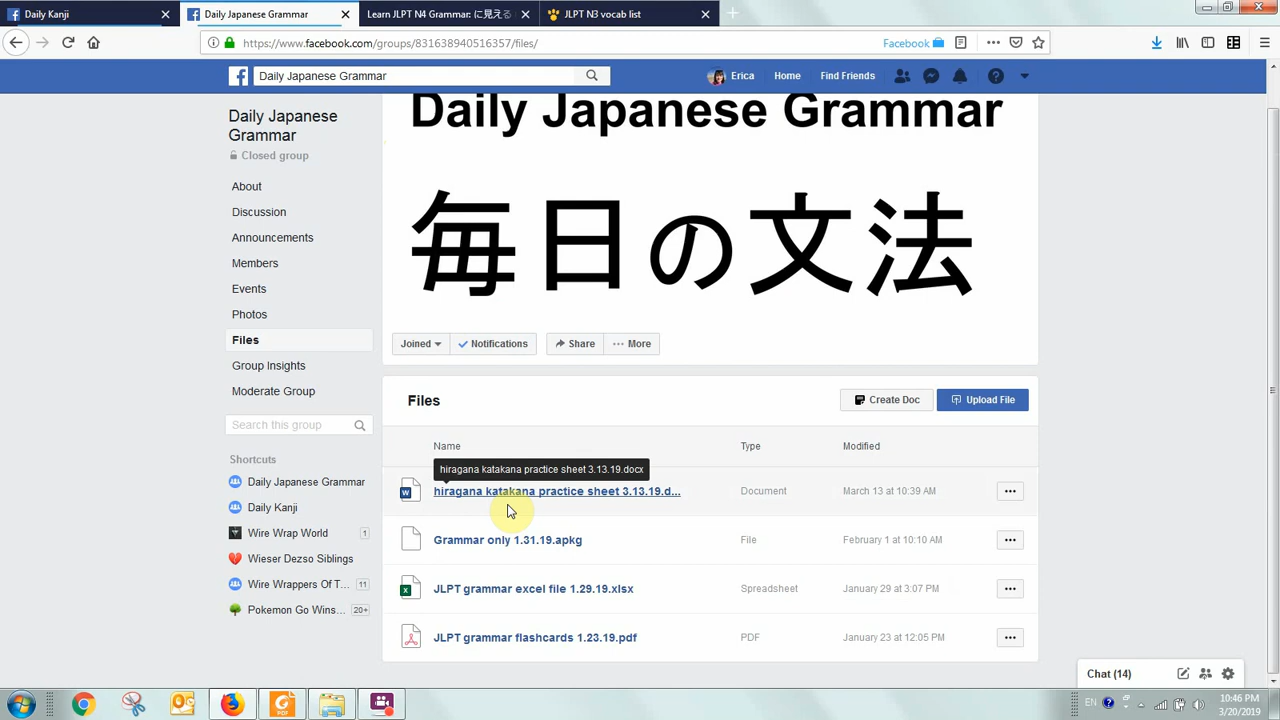 Daily Kanji
Daily Japanese Grammar
Learn JLPT N4 Grammar: に見える
JLPT N3 vocab list
https://www.facebook.com/groups/831638940516357/files/
Facebook
Daily Japanese Grammar
Erica
Home
Find Friends
Daily Japanese
Grammar
Closed group
About
Discussion
Announcements
Members
Events
Photos
Files
Group Insights
Moderate Group
Search this group
Shortcuts
Daily Japanese Grammar
Daily Kanji
Wire Wrap World 1
Wieser Dezso Siblings
Wire Wrappers Of T... 11
Pokemon Go Wins... 20+
Daily Japanese Grammar
毎日の文法
Joined
Notifications
Share
More
Files
Create Doc
Upload File
Name Type Modified
hiragana katakana practice sheet 3.13.19.docx
hiragana katakana practice sheet 3.13.19.d... Document March 13 at 10:39 AM
Grammar only 1.31.19.apkg File February 1 at 10:10 AM
JLPT grammar excel file 1.29.19.xlsx Spreadsheet January 29 at 3:07 PM
JLPT grammar flashcards 1.23.19.pdf PDF January 23 at 12:05 PM
Chat (14)
PDF
EN
10:46 PM
3/20/2019